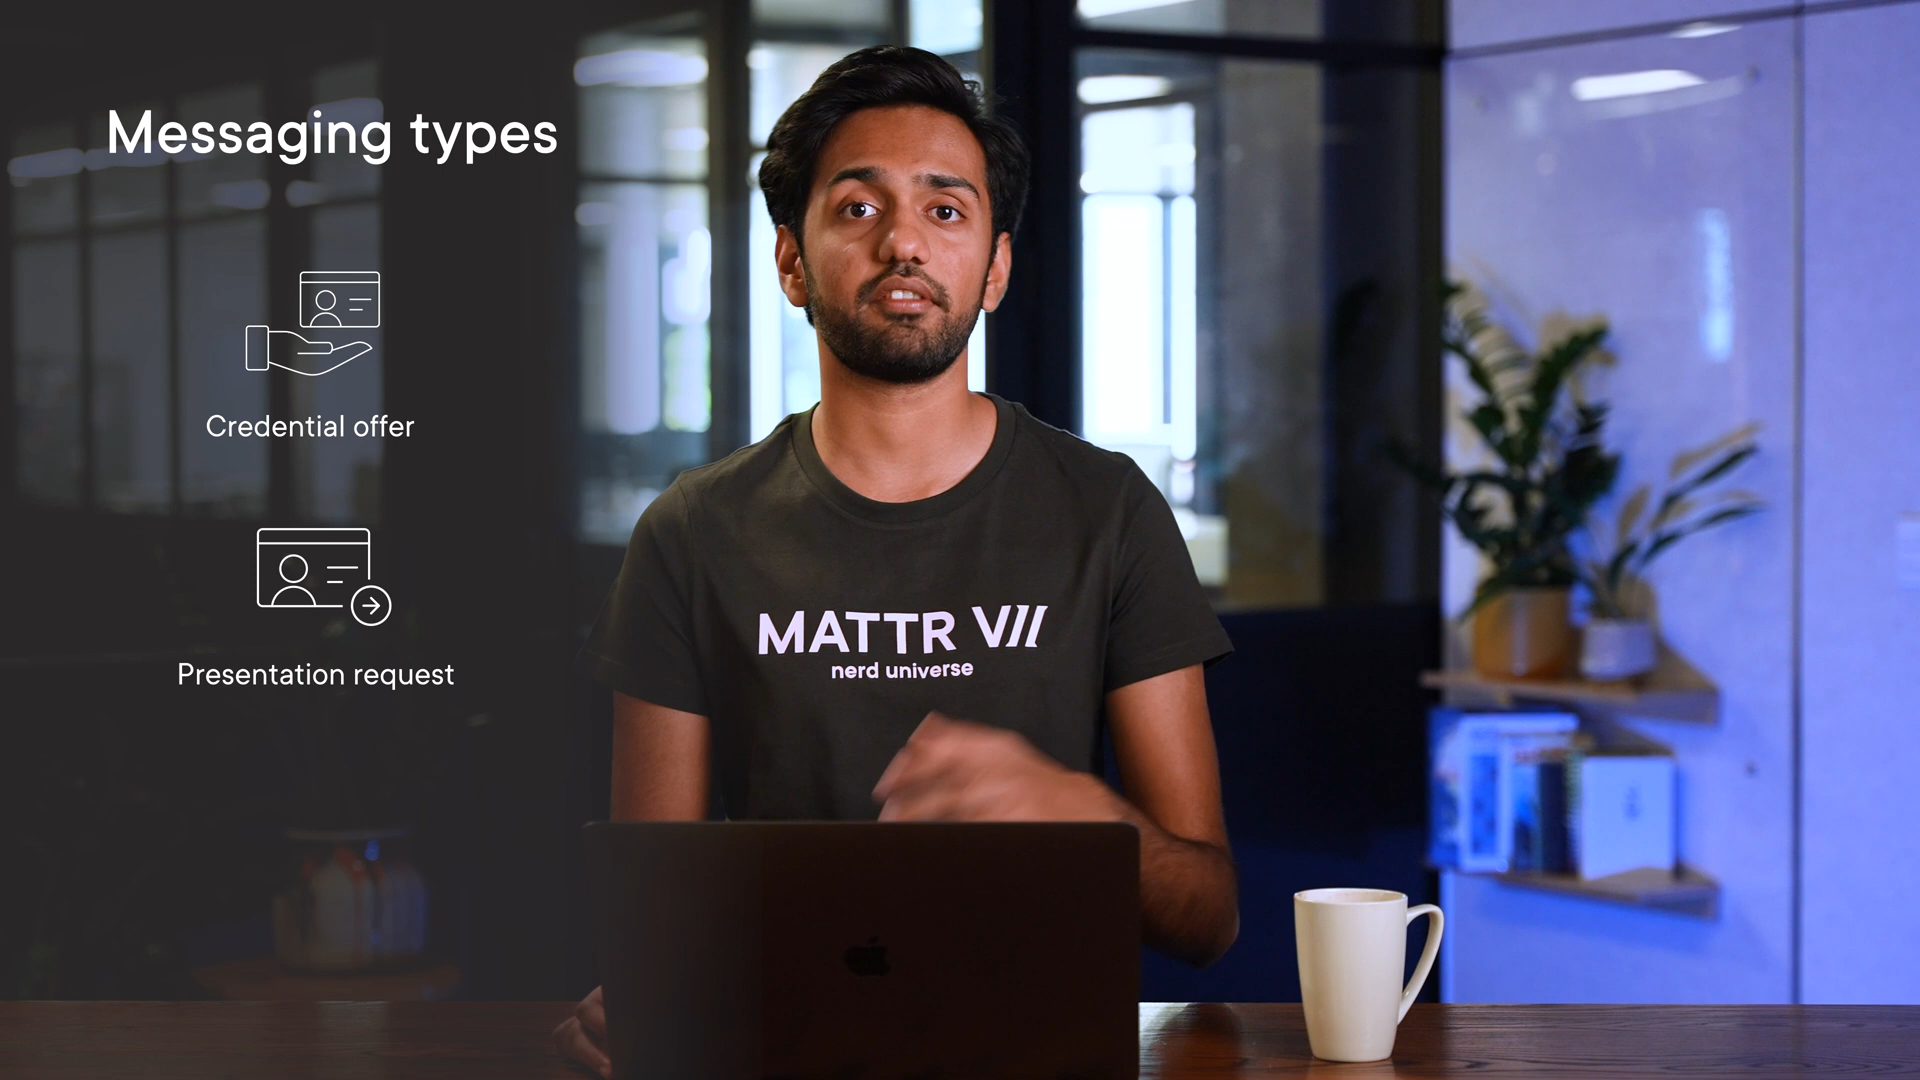 Messaging types
Credential offer
Presentation request
MATTR VII
nerd universe